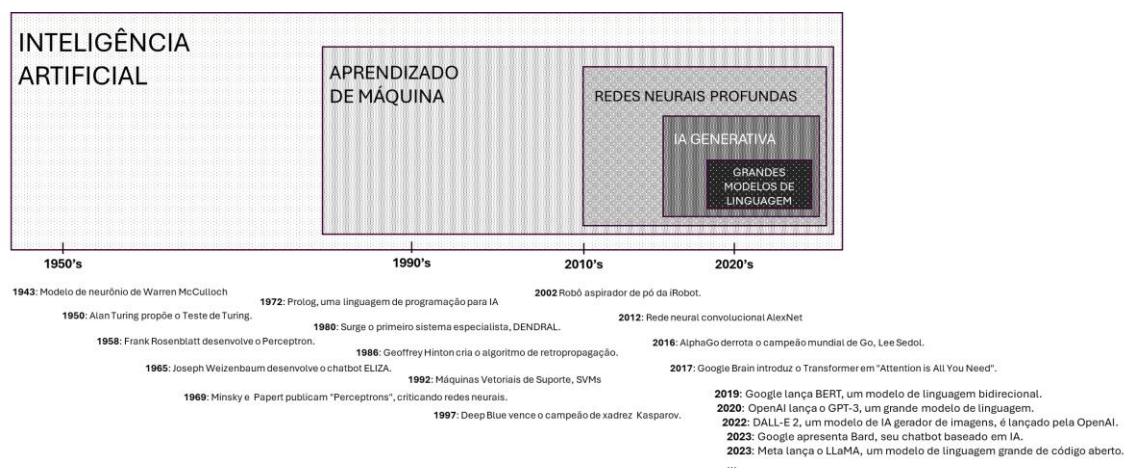 INTELIGÊNCIA
ARTIFICIAL
APRENDIZADO
DE MÁQUINA
REDES NEURAIS PROFUNDAS
IA GENERATIVA
GRANDES
MODELOS DE
LINGUAGEM
1950's
1990's
2010's
2020's
1943: Modelo de neurônio de Warren McCulloch
1950: Alan Turing propõe o Teste de Turing.
1958: Frank Rosenblatt desenvolve o Perceptron.
1965: Joseph Weizenbaum desenvolve o chatbot ELIZA.
1969: Minsky e Papert publicam "Perceptrons", criticando redes neurais.
1972: Prolog, uma linguagem de programação para IA
1980: Surge o primeiro sistema especialista, DENDRAL.
1986: Geoffrey Hinton cria o algoritmo de retropropagação.
1992: Máquinas Vetoriais de Suporte, SVMs
1997: Deep Blue vence o campeão de xadrez Kasparov.
2002 Robô aspirador de pó da iRobot.
2012: Rede neural convolucional AlexNet
2016: AlphaGo derrota o campeão mundial de Go, Lee Sedol.
2017: Google Brain introduz o Transformer em "Attention is All You Need".
2019: Google lança BERT, um modelo de linguagem bidirecional.
2020: OpenAI lança o GPT-3, um grande modelo de linguagem.
2022: DALL-E 2, um modelo de IA gerador de imagens, é lançado pela OpenAI.
2023: Google apresenta Bard, seu chatbot baseado em IA.
2023: Meta lança o LLaMA, um modelo de linguagem grande de código aberto.
...